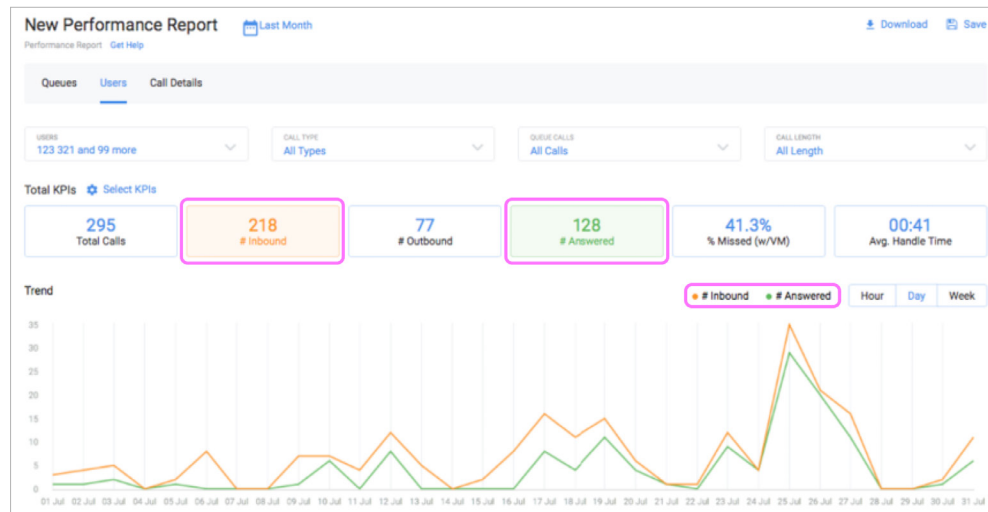 New Performance Report Last Month Download Save
Performance Report Get Help
Queues Users Call Details
USERS CALL TYPE QUEUE CALLS CALL LENGTH
123 321 and 99 more All Types All Calls All Length
Total KPIs Select KPIs
295 218 77 128 41.3% 00:41
Total Calls # Inbound # Outbound # Answered % Missed (w/VM) Avg. Handle Time
Trend # Inbound # Answered Hour Day Week
35
30
25
20
15
10
5
0
01 Jul 02 Jul 03 Jul 04 Jul 05 Jul 06 Jul 07 Jul 08 Jul 09 Jul 10 Jul 11 Jul 12 Jul 13 Jul 14 Jul 15 Jul 16 Jul 17 Jul 18 Jul 19 Jul 20 Jul 21 Jul 22 Jul 23 Jul 24 Jul 25 Jul 26 Jul 27 Jul 28 Jul 29 Jul 30 Jul 31 Jul